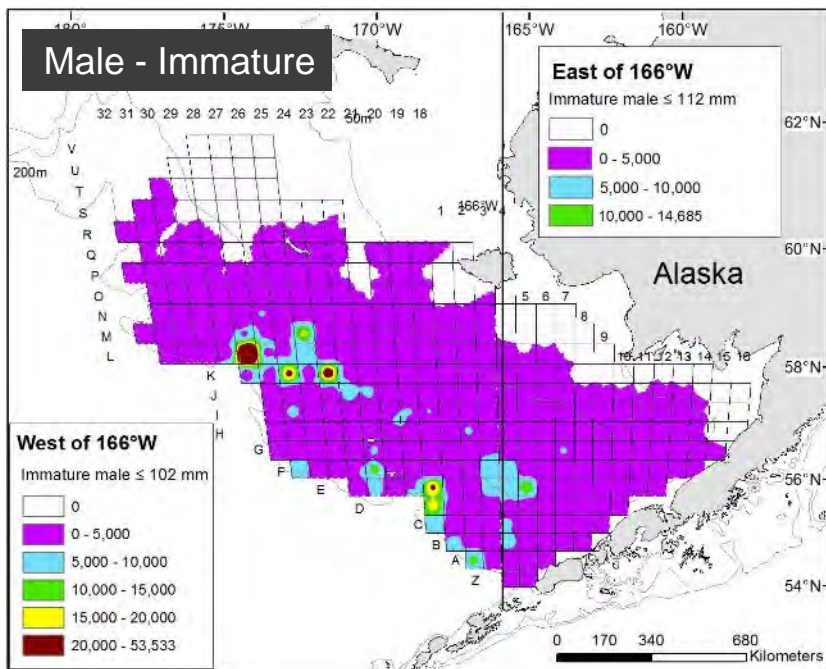 180°
175°W
170°W
165°W
160°W
Male - Immature
East of 166°W
Immature male ≤ 112 mm
0
0 - 5,000
5,000 - 10,000
10,000 - 14,685
32 31 30 29 28 27 26 25 24 23 22 21 20 19 18
50m
200m
62°N
60°N
58°N
56°N
54°N
V
U
T
S
R
Q
P
O
N
M
L
K
J
I
H
G
F
E
D
C
B
A
Z
166°W
1 2 3 4
5 6 7
8
9
10 11 12 13 14 15 16
Alaska
West of 166°W
Immature male ≤ 102 mm
0
0 - 5,000
5,000 - 10,000
10,000 - 15,000
15,000 - 20,000
20,000 - 53,533
0 170 340 680
Kilometers